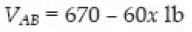 V_AB = 670 – 60x lb